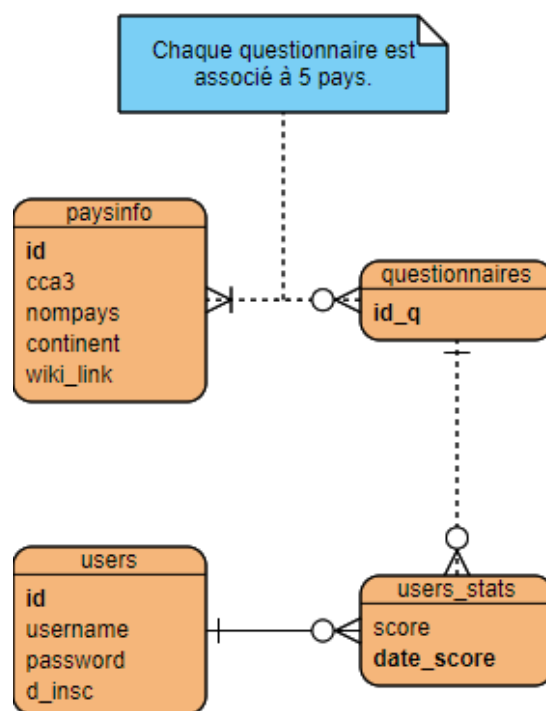 Chaque questionnaire est
associé à 5 pays.
paysinfo
id
cca3
nompays
continent
wiki_link
questionnaires
id_q
users
id
username
password
d_insc
users_stats
score
date_score